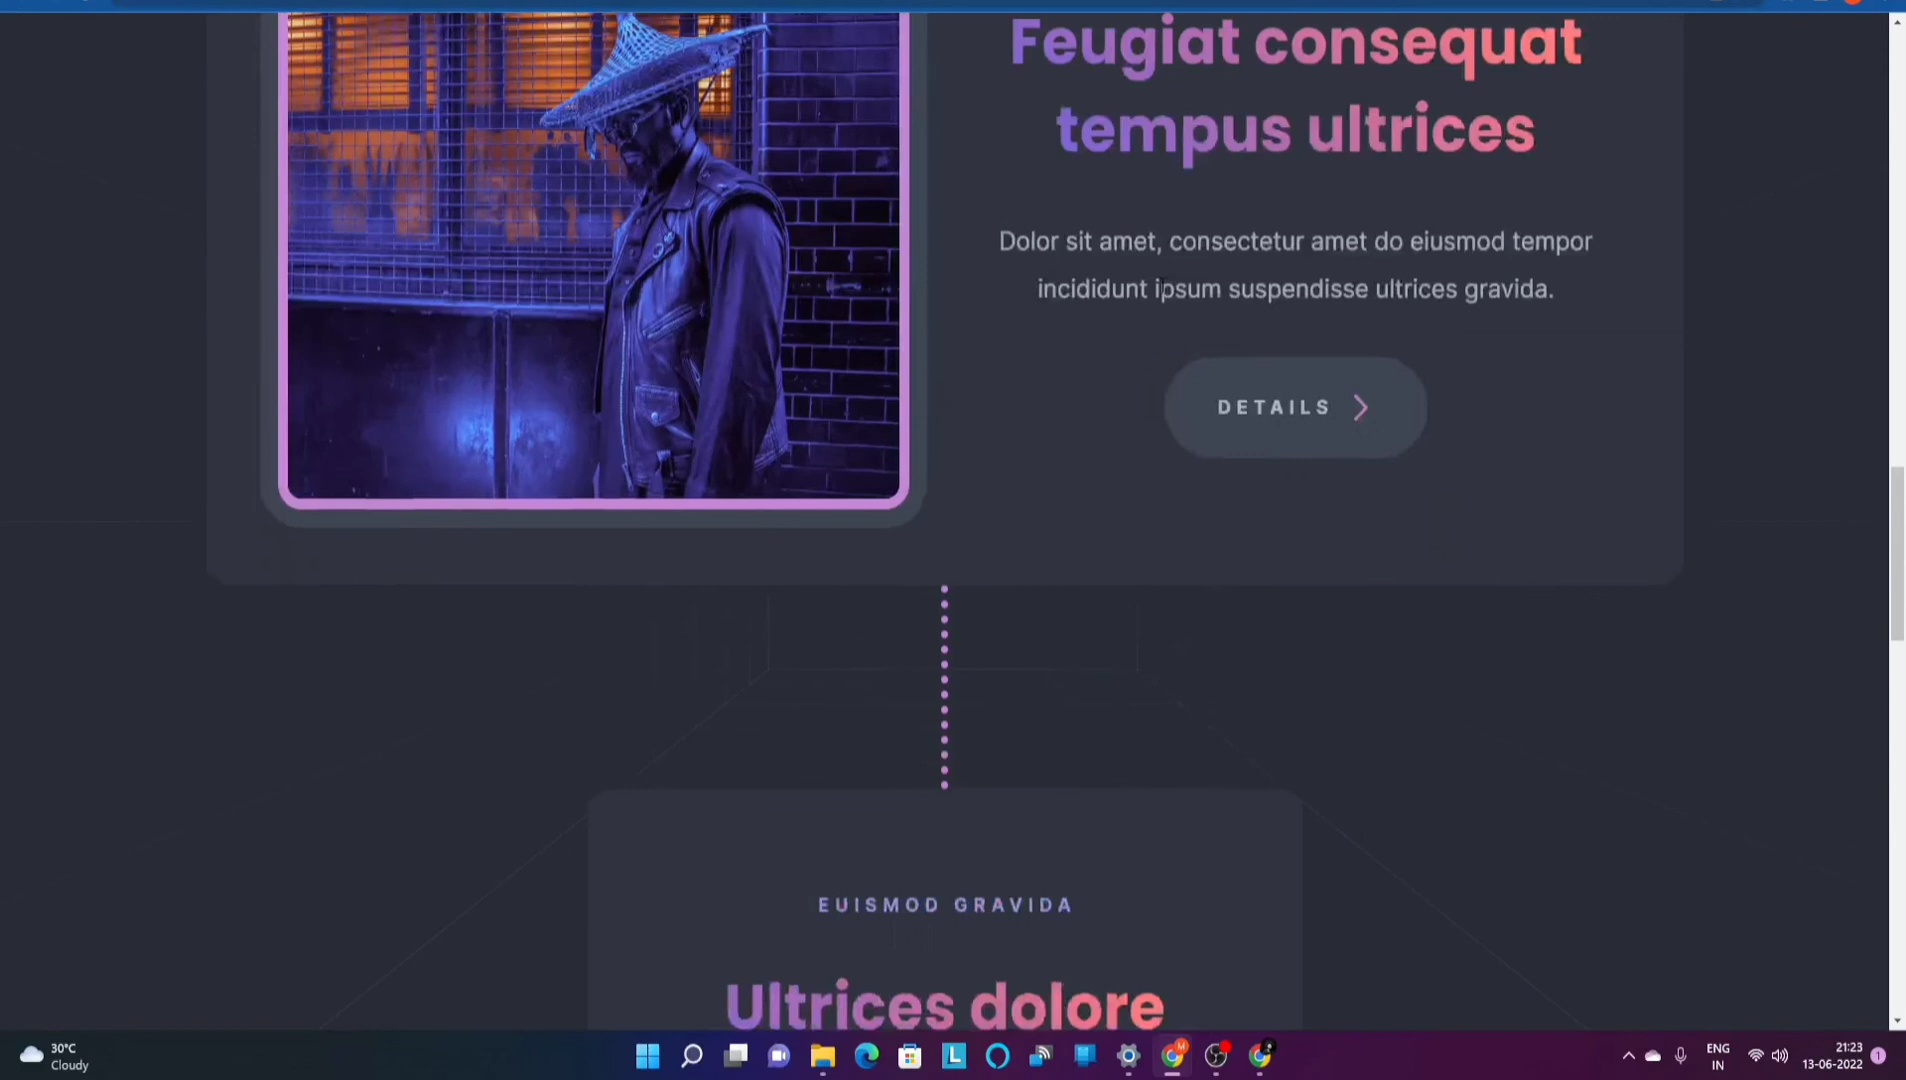 Feugiat consequat
tempus ultrices
Dolor sit amet, consectetur amet do eiusmod tempor
incididunt ipsum suspendisse ultrices gravida.
DETAILS
EUISMOD GRAVIDA
Ultrices dolore
30°C
Cloudy
L
M
ENG
IN
21:23
13-06-2022
1